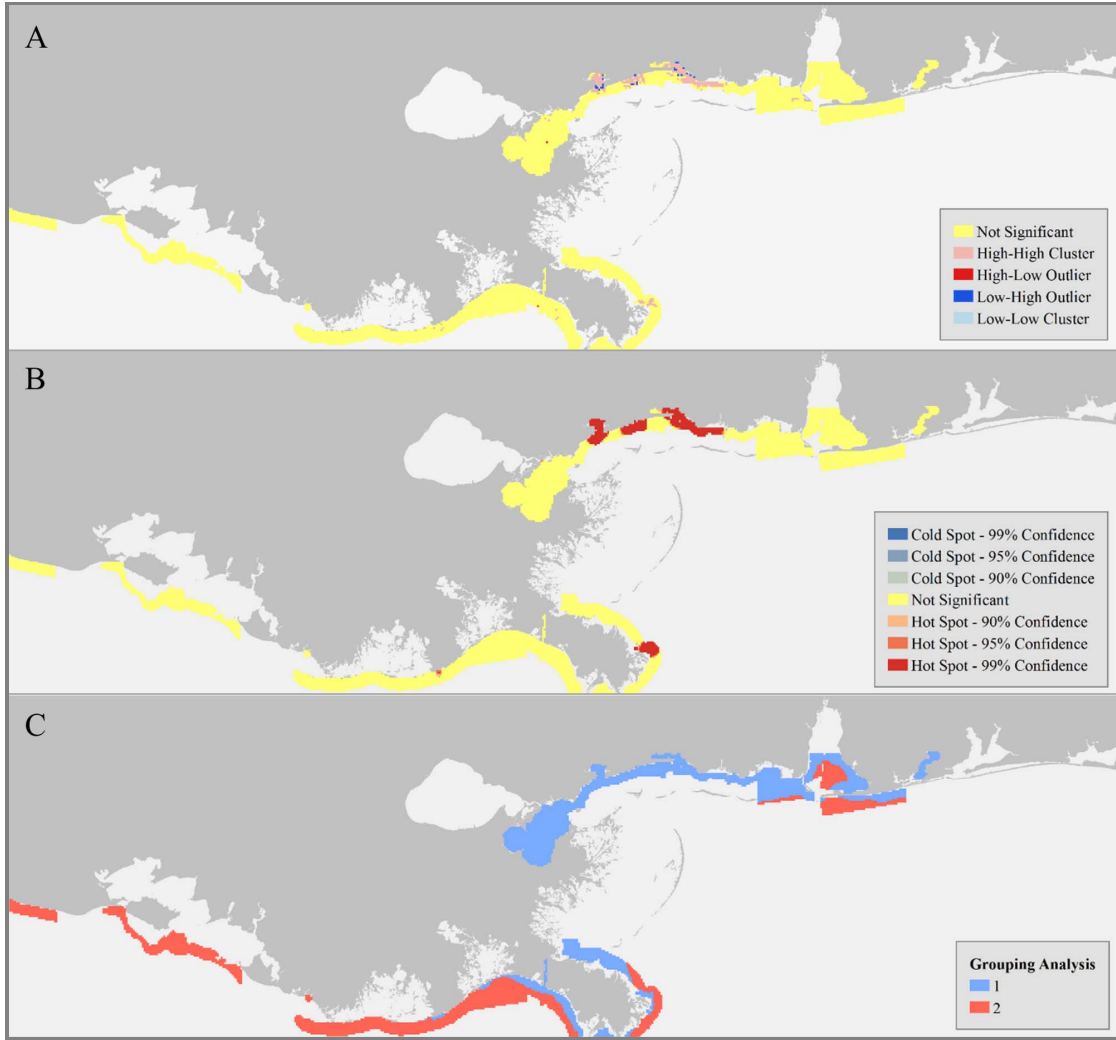 A
Not Significant
High-High Cluster
High-Low Outlier
Low-High Outlier
Low-Low Cluster
B
Cold Spot - 99% Confidence
Cold Spot - 95% Confidence
Cold Spot - 90% Confidence
Not Significant
Hot Spot - 90% Confidence
Hot Spot - 95% Confidence
Hot Spot - 99% Confidence
C
Grouping Analysis
1
2